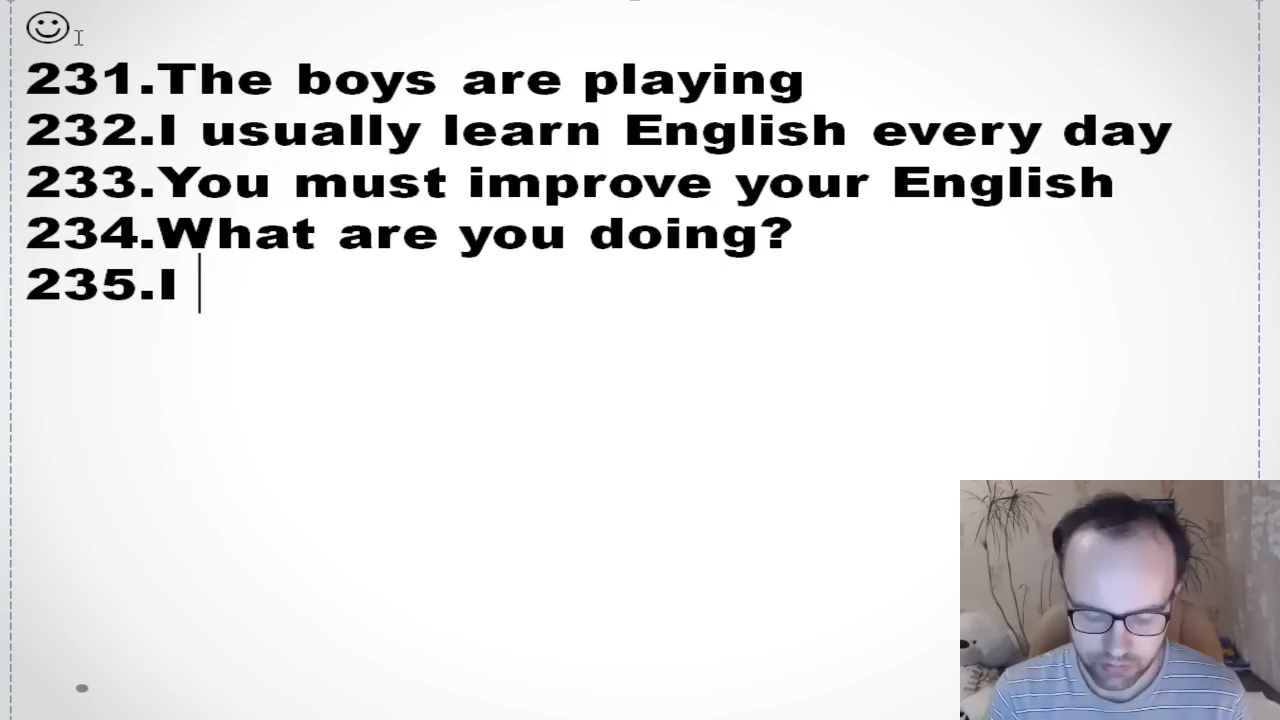 231.The boys are playing
232.I usually learn English every day
233.You must improve your English
234.What are you doing?
235.I